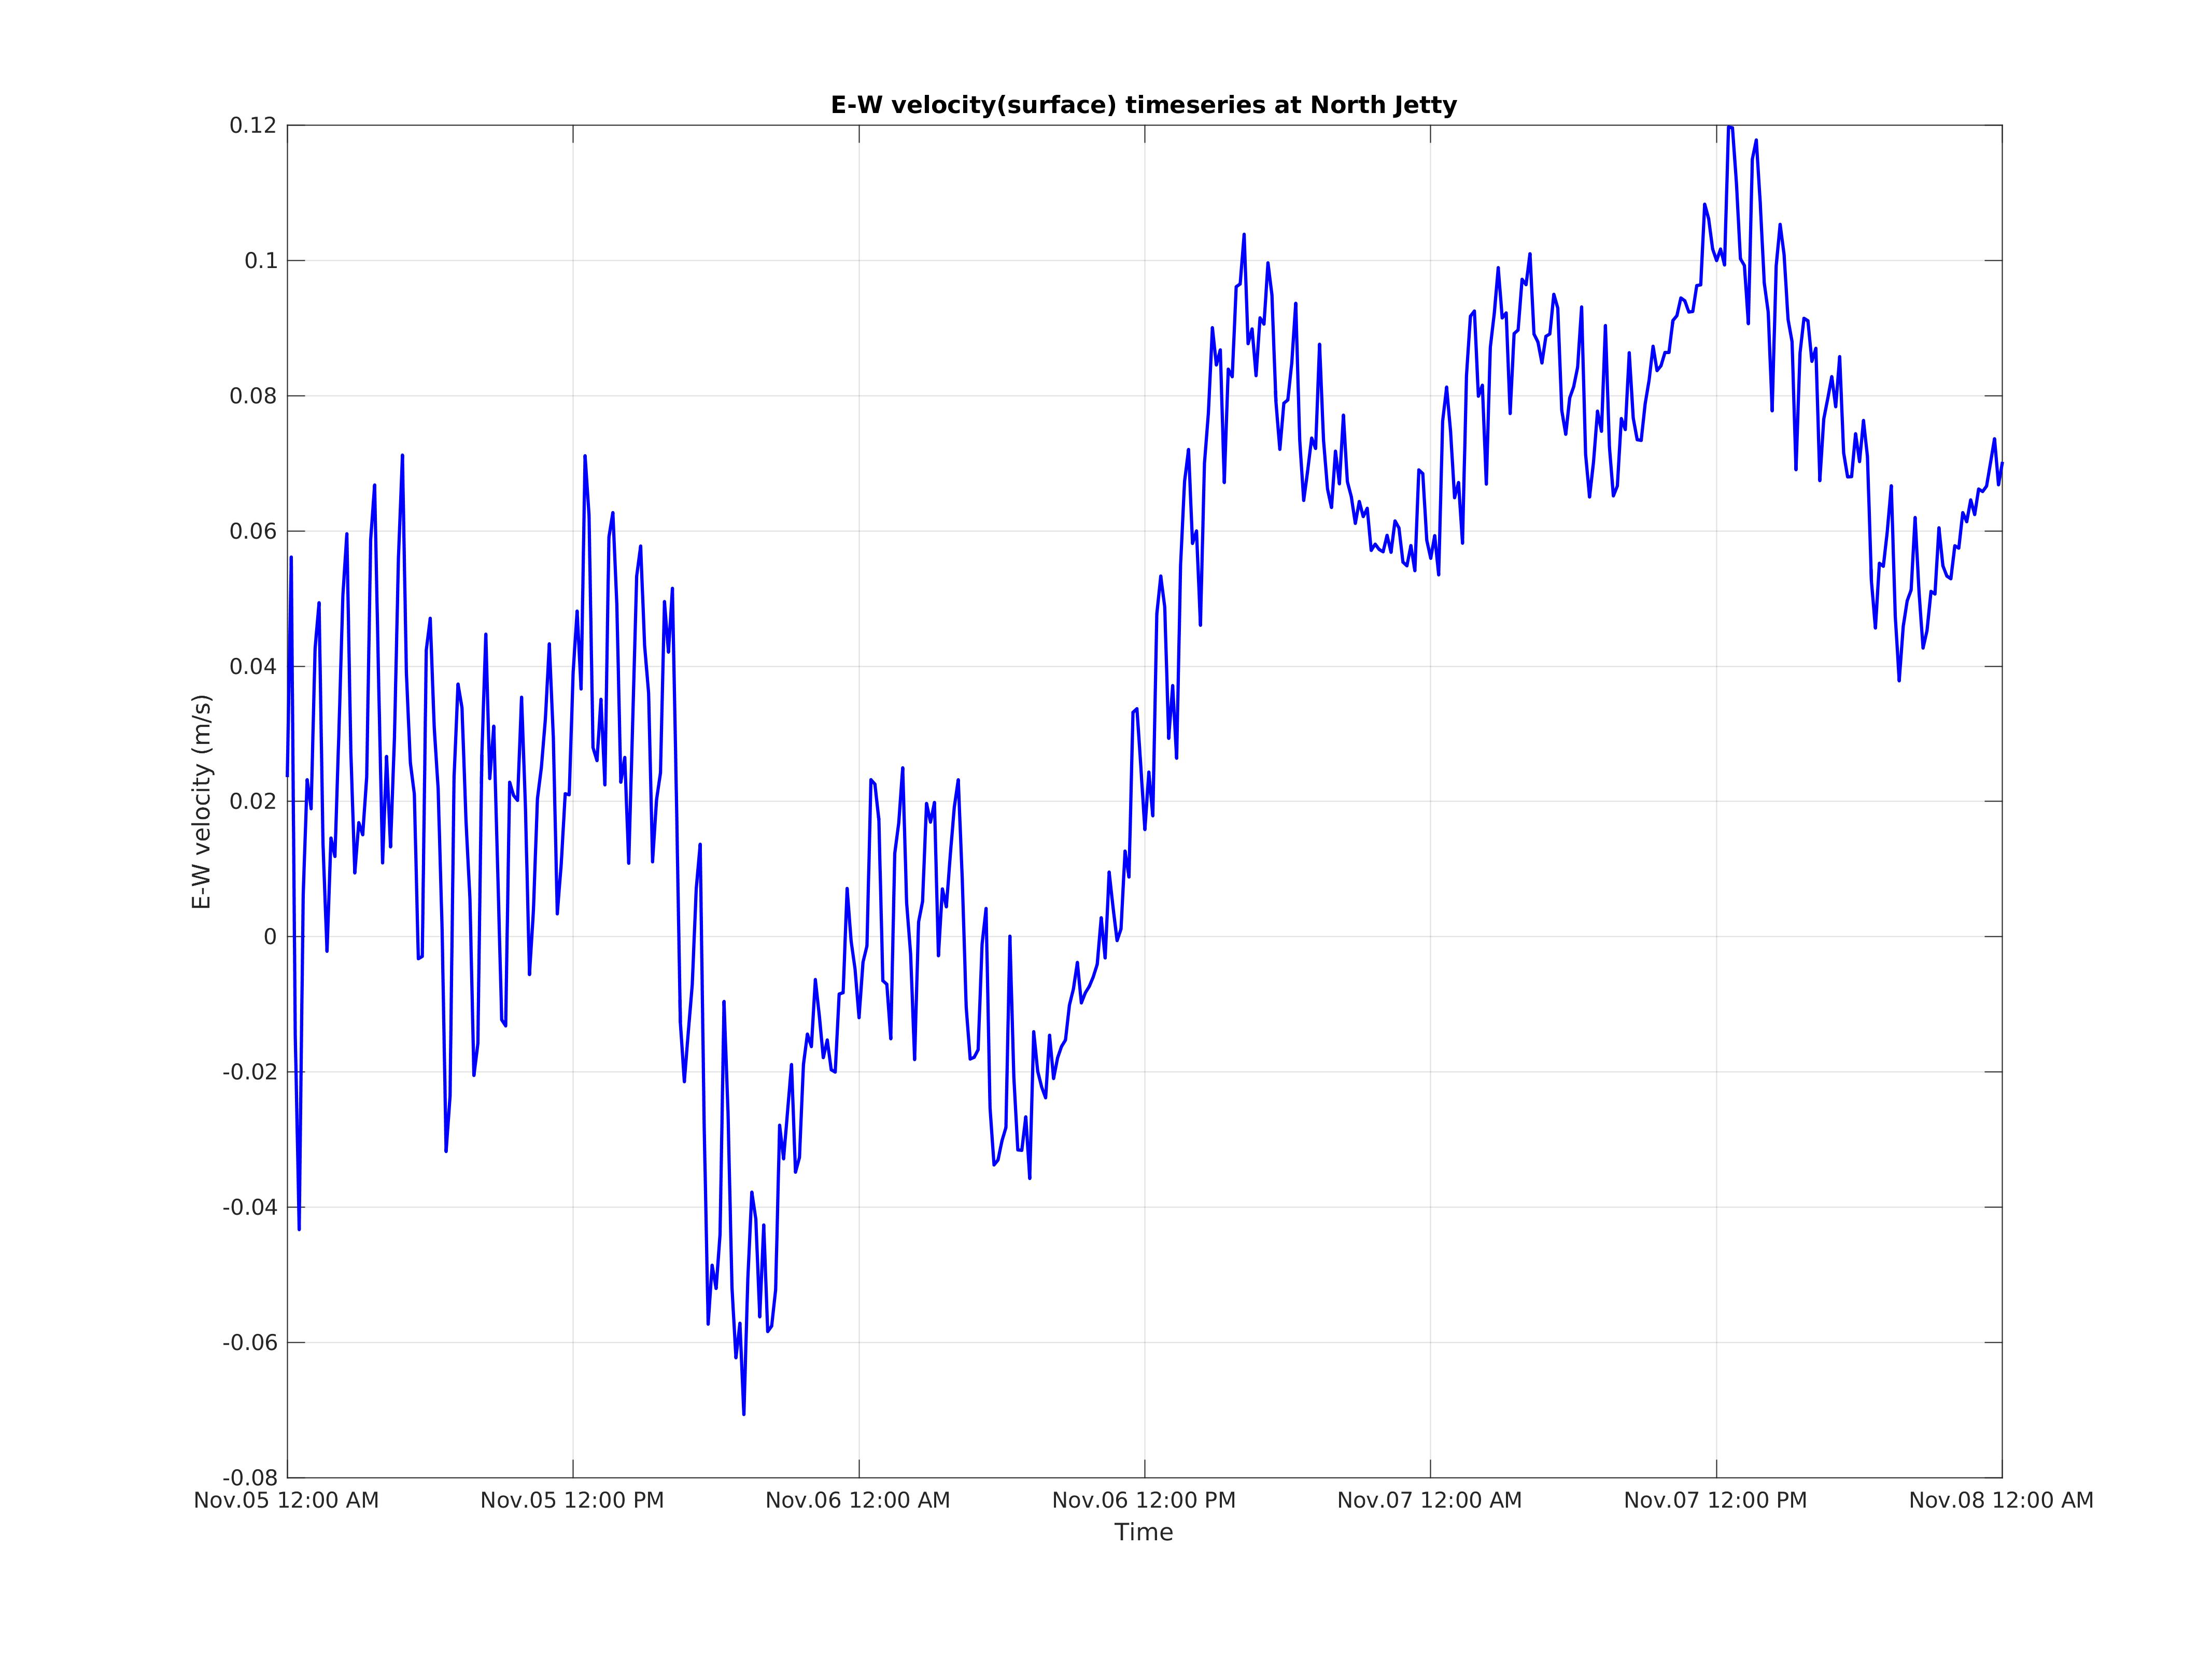 E-W velocity(surface) timeseries at North Jetty
0.12
0.1
0.08
0.06
0.04
0.02
0
-0.02
-0.04
-0.06
-0.08
E-W velocity (m/s)
Nov.05 12:00 AM Nov.05 12:00 PM Nov.06 12:00 AM Nov.06 12:00 PM Nov.07 12:00 AM Nov.07 12:00 PM Nov.08 12:00 AM
Time